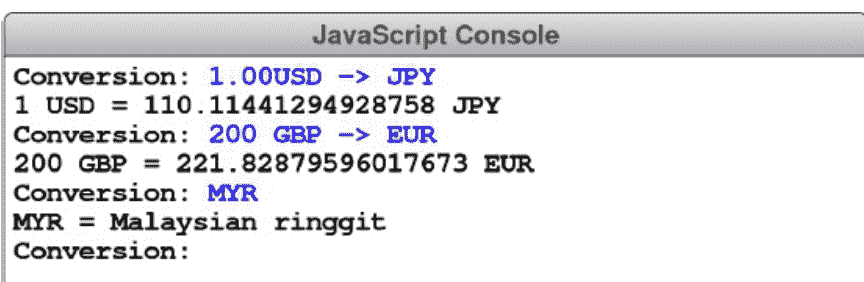 JavaScript Console
Conversion: 1.00USD -> JPY
1 USD = 110.11441294928758 JPY
Conversion: 200 GBP -> EUR
200 GBP = 221.82879596017673 EUR
Conversion: MYR
MYR = Malaysian ringgit
Conversion: